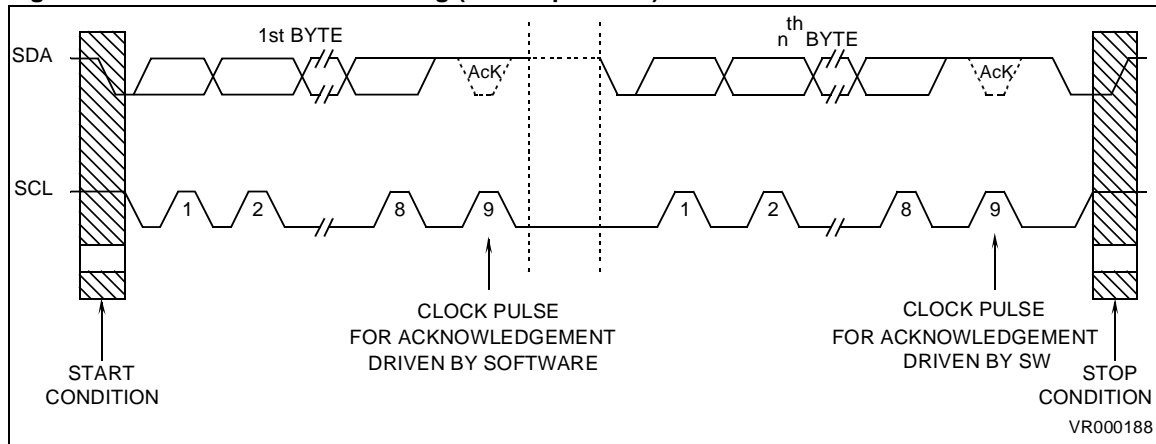 1st BYTE
nth BYTE
SDA
AcK
AcK
SCL
1
2
8
9
1
2
8
9
CLOCK PULSE
FOR ACKNOWLEDGEMENT
DRIVEN BY SOFTWARE
CLOCK PULSE
FOR ACKNOWLEDGEMENT
DRIVEN BY SW
START
CONDITION
STOP
CONDITION
VR000188